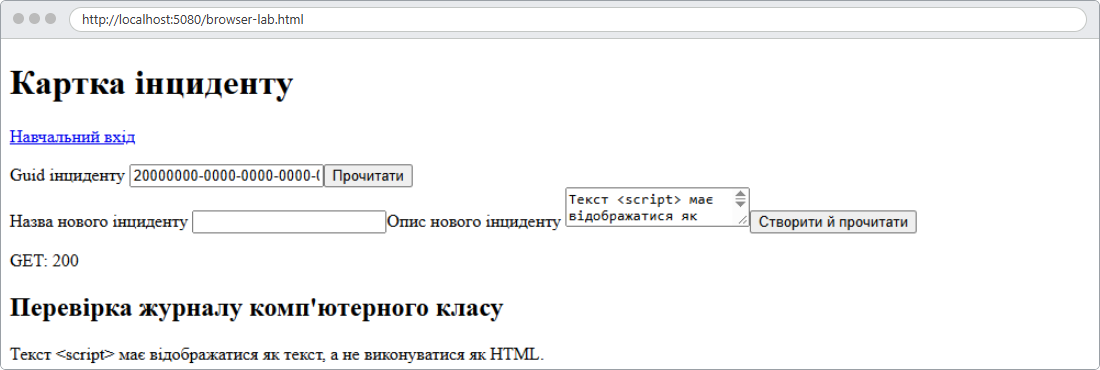 http://localhost:5080/browser-lab.html
Картка інциденту
Навчальний вхід
Guid інциденту 20000000-0000-0000-0000-0 Прочитати
Назва нового інциденту Опис нового інциденту Текст <script> має
відображатися як Створити й прочитати
GET: 200
Перевірка журналу комп'ютерного класу
Текст <script> має відображатися як текст, а не виконуватися як HTML.